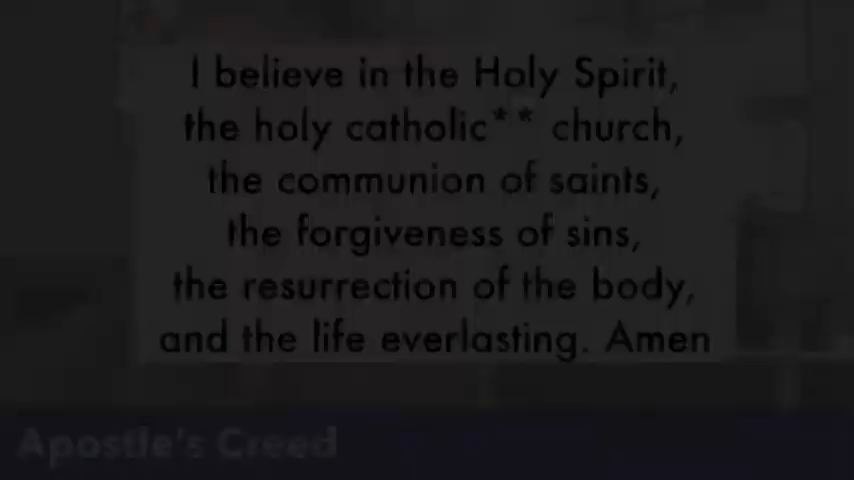 I believe in the Holy Spirit,
the holy catholic** church,
the communion of saints,
the forgiveness of sins,
the resurrection of the body,
and the life everlasting. Amen
Apostle's Creed